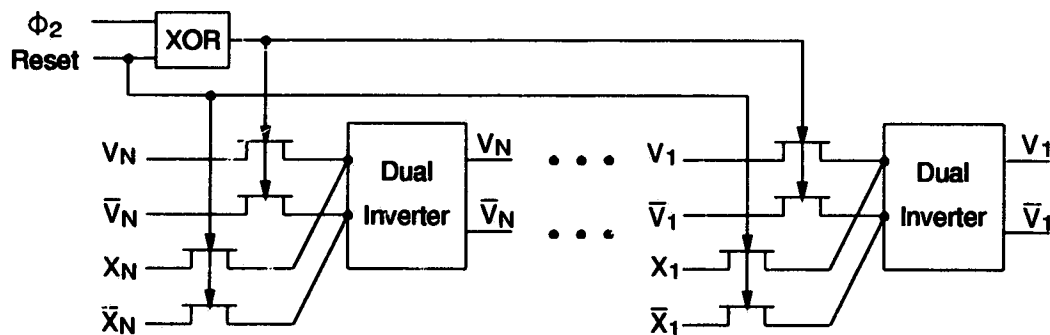 Φ2
XOR
Reset
VN
V̄N
XN
X̄N
Dual
Inverter
VN
V̄N
• • •
• • •
V1
V̄1
X1
X̄1
Dual
Inverter
V1
V̄1